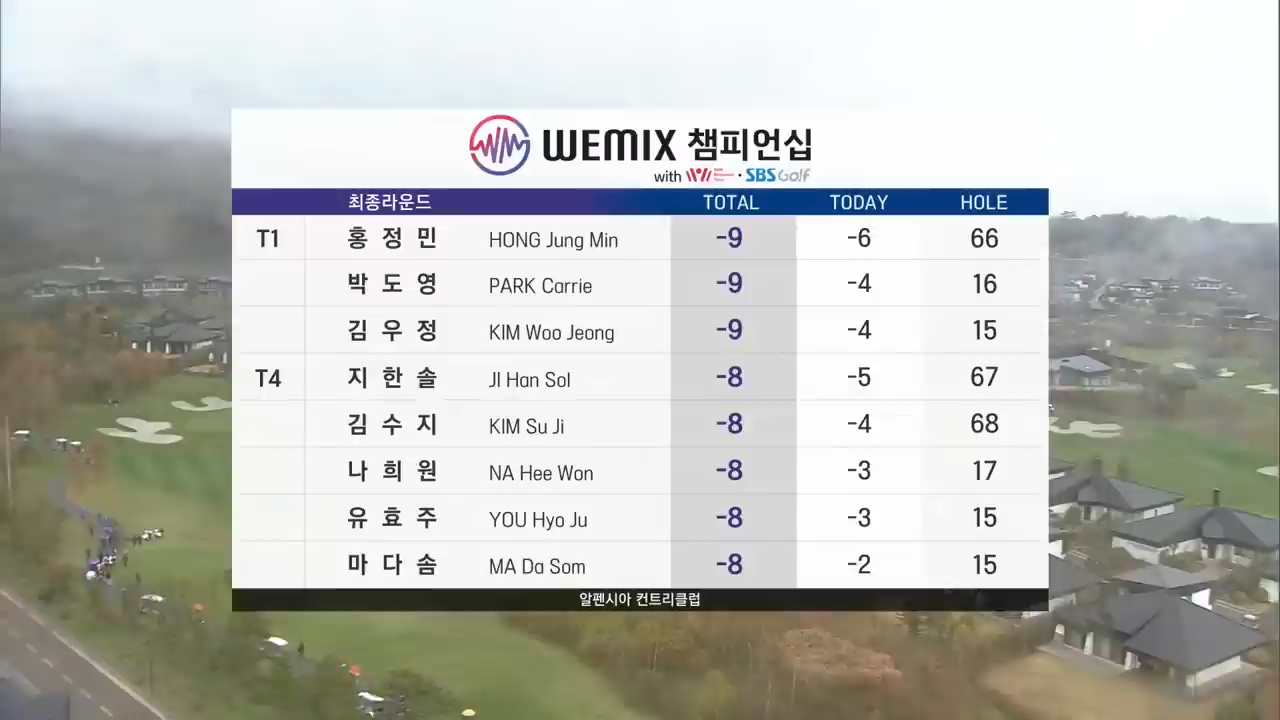 WEMIX 챔피언십
with · SBS Golf
최종라운드 TOTAL TODAY HOLE
T1 홍정민 HONG Jung Min -9 -6 66
박도영 PARK Carrie -9 -4 16
김우정 KIM Woo Jeong -9 -4 15
T4 지한솔 JI Han Sol -8 -5 67
김수지 KIM Su Ji -8 -4 68
나희원 NA Hee Won -8 -3 17
유효주 YOU Hyo Ju -8 -3 15
마다솜 MA Da Som -8 -2 15
알펜시아 컨트리클럽